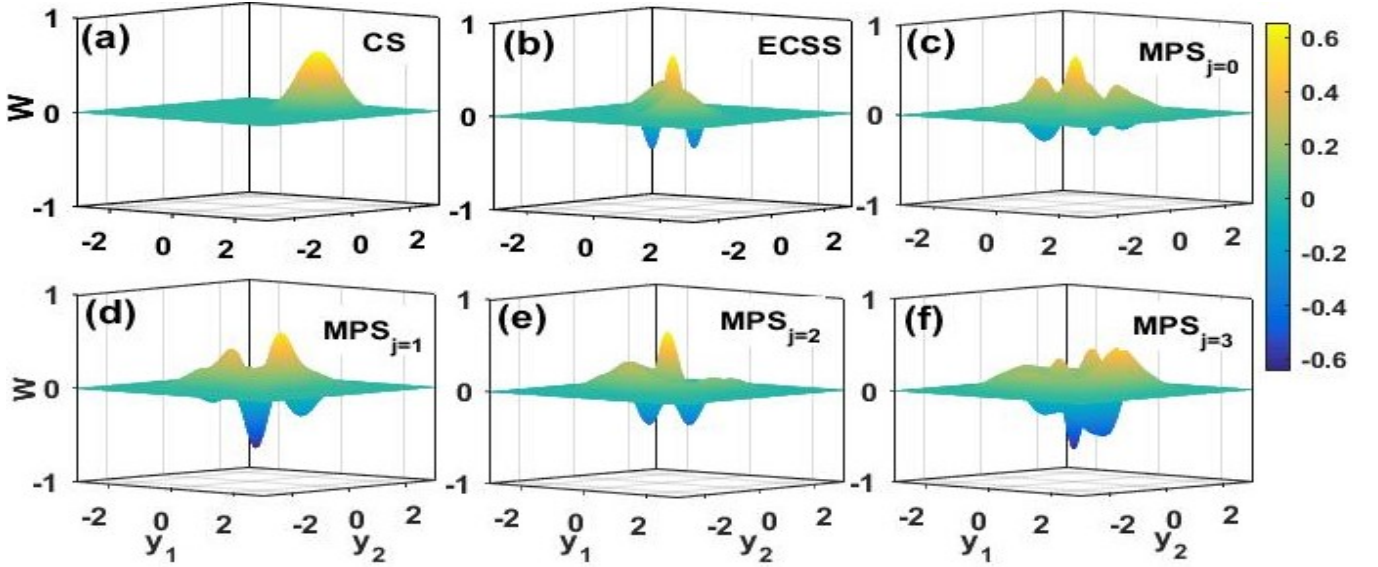 1 (a) CS 1 (b) ECSS 1 (c) MPSj=0 0.6
W 0 0 0 0.4
0.2
0
-1 -1 -1 -0.2
-2 0 2 -2 0 2 -2 0 2 -2 0 2 -2 0 2 -2 0 2
1 (d) MPSj=1 1 (e) MPSj=2 1 (f) MPSj=3 -0.4
-0.6
W 0 0 0
-1 -1 -1
-2 0 2 -2 0 2 -2 0 2 -2 0 2 -2 0 2 -2 0 2
y1 y2 y1 y2 y1 y2